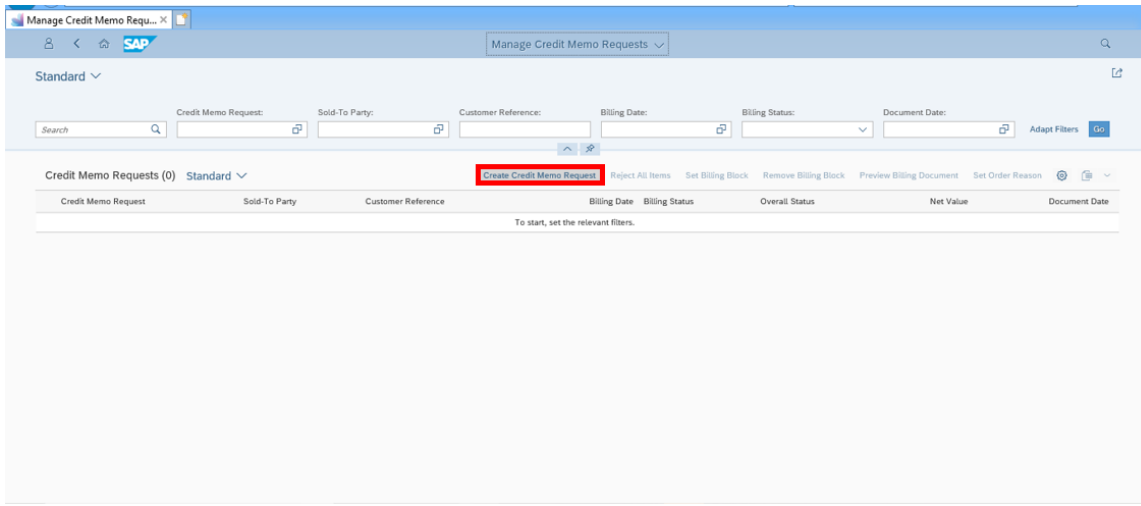 Manage Credit Memo Requ...
SAP
Manage Credit Memo Requests
Standard
Credit Memo Request: Sold-To Party: Customer Reference: Billing Date: Billing Status: Document Date:
Search Adapt Filters Go
Credit Memo Requests (0) Standard Create Credit Memo Request Reject All Items Set Billing Block Remove Billing Block Preview Billing Document Set Order Reason
Credit Memo Request Sold-To Party Customer Reference Billing Date Billing Status Overall Status Net Value Document Date
To start, set the relevant filters.